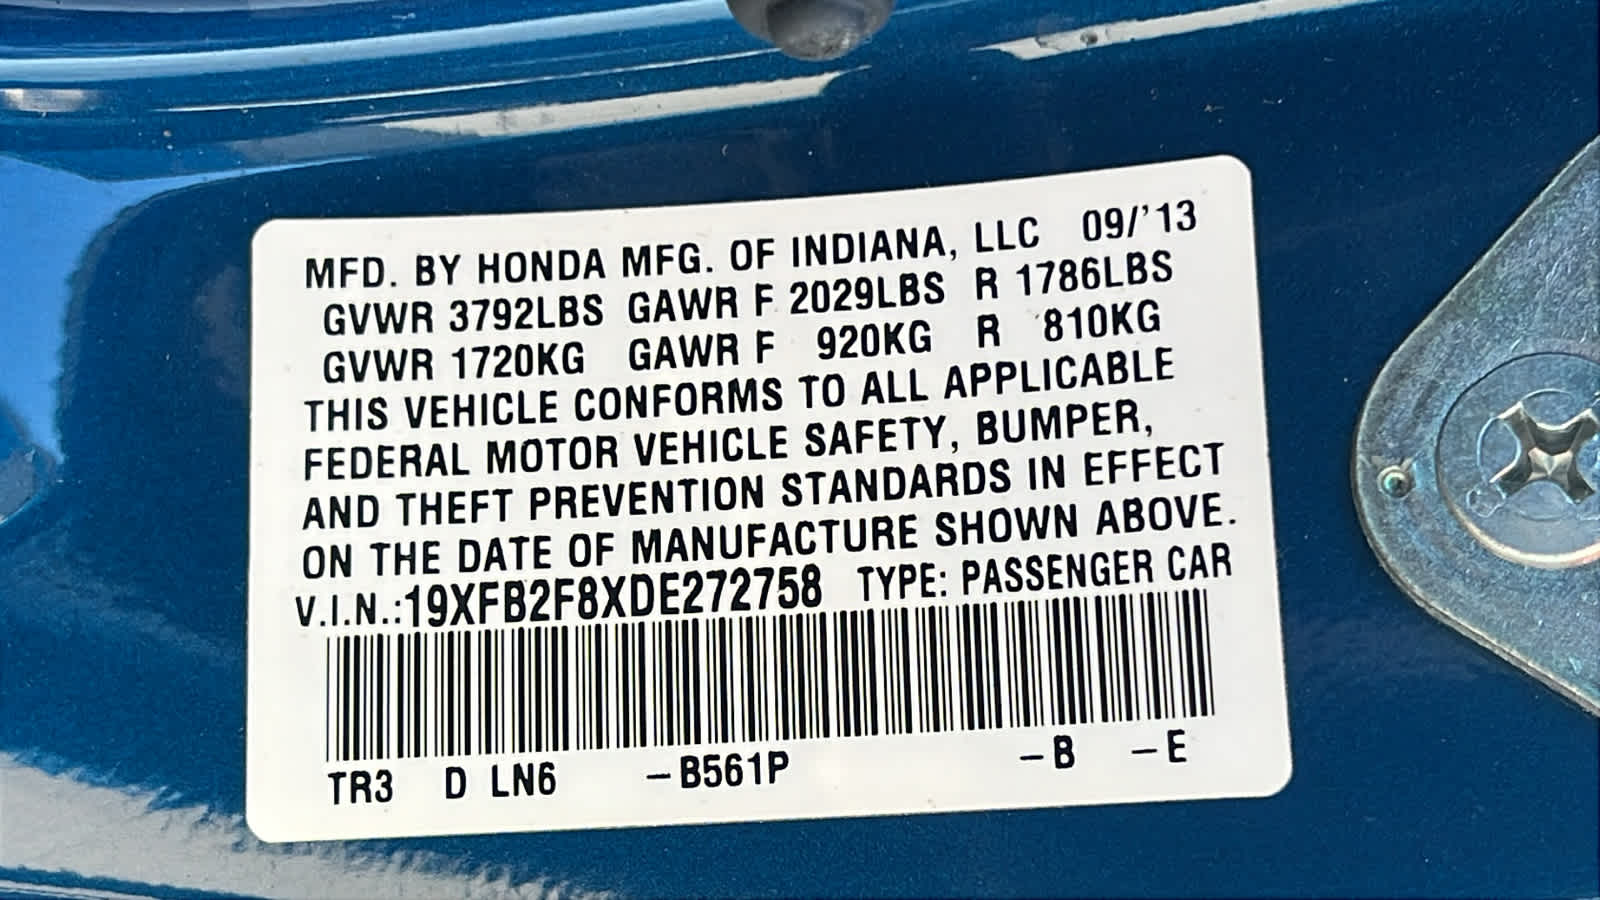 MFD. BY HONDA MFG. OF INDIANA, LLC 09/'13
GVWR 3792LBS GAWR F 2029LBS R 1786LBS
GVWR 1720KG GAWR F 920KG R 810KG
THIS VEHICLE CONFORMS TO ALL APPLICABLE
FEDERAL MOTOR VEHICLE SAFETY, BUMPER,
AND THEFT PREVENTION STANDARDS IN EFFECT
ON THE DATE OF MANUFACTURE SHOWN ABOVE.
V.I.N.:19XFB2F8XDE272758 TYPE: PASSENGER CAR
TR3 D LN6 -B561P -B -E